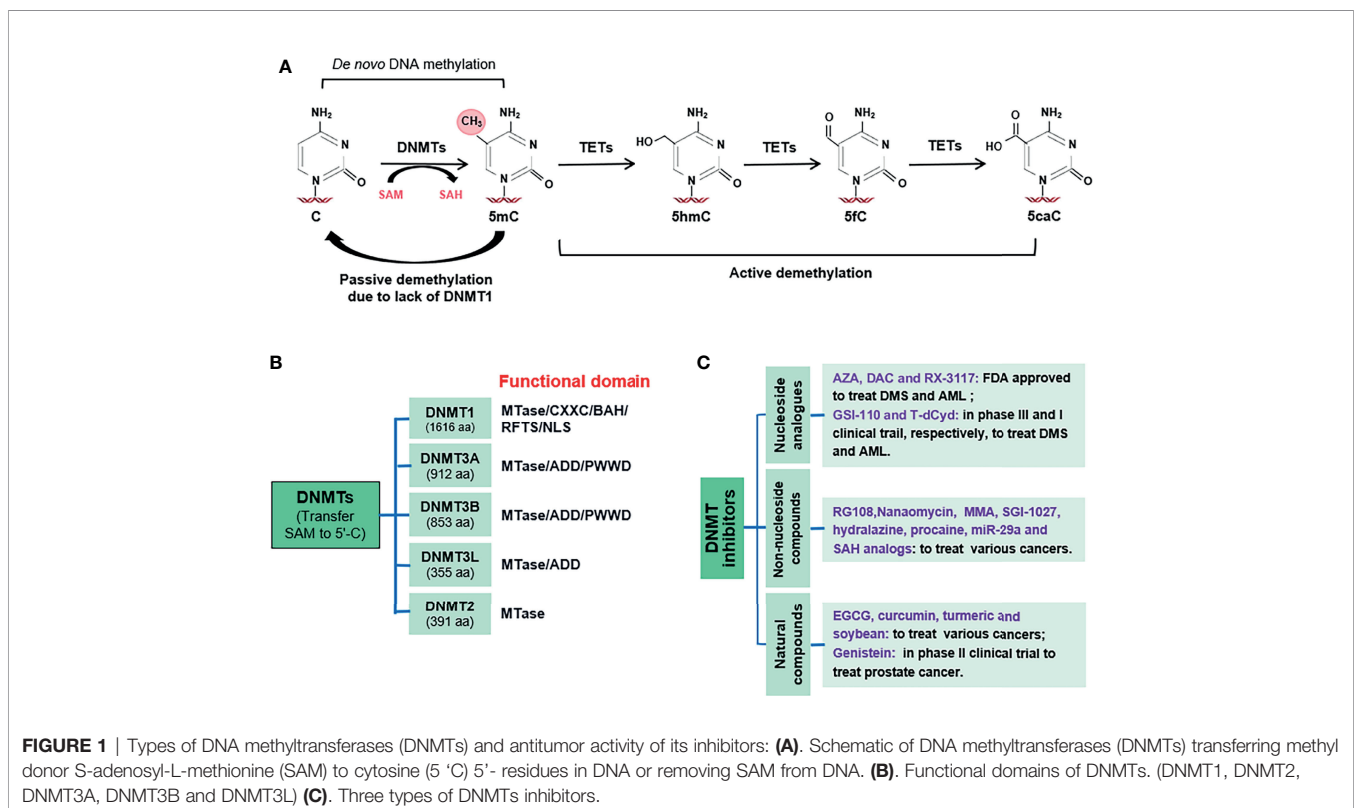 A
De novo DNA methylation
NH₂
N
N
O
C
DNMTs
SAM
SAH
CH₃
NH₂
N
N
O
5mC
TETs
HO
NH₂
N
N
O
5hmC
TETs
O
NH₂
N
N
O
5fC
TETs
O
HO
NH₂
N
N
O
5caC
Passive demethylation
due to lack of DNMT1
Active demethylation
B
Functional domain
DNMTs
(Transfer
SAM to 5'-C)
DNMT1
(1616 aa)
MTase/CXXC/BAH/
RFTS/NLS
DNMT3A
(912 aa)
MTase/ADD/PWWD
DNMT3B
(853 aa)
MTase/ADD/PWWD
DNMT3L
(355 aa)
MTase/ADD
DNMT2
(391 aa)
MTase
C
DNMT
inhibitors
Nucleoside
analogues
AZA, DAC and RX-3117: FDA approved
to treat DMS and AML ;
GSI-110 and T-dCyd: in phase III and I
clinical trail, respectively, to treat DMS
and AML.
Non-nucleoside
compounds
RG108,Nanaomycin, MMA, SGI-1027,
hydralazine, procaine, miR-29a and
SAH analogs: to treat various cancers.
Natural
compounds
EGCG, curcumin, turmeric and
soybean: to treat various cancers;
Genistein: in phase II clinical trial to
treat prostate cancer.
FIGURE 1 | Types of DNA methyltransferases (DNMTs) and antitumor activity of its inhibitors: (A). Schematic of DNA methyltransferases (DNMTs) transferring methyl
donor S-adenosyl-L-methionine (SAM) to cytosine (5 ‘C) 5’- residues in DNA or removing SAM from DNA. (B). Functional domains of DNMTs. (DNMT1, DNMT2,
DNMT3A, DNMT3B and DNMT3L) (C). Three types of DNMTs inhibitors.